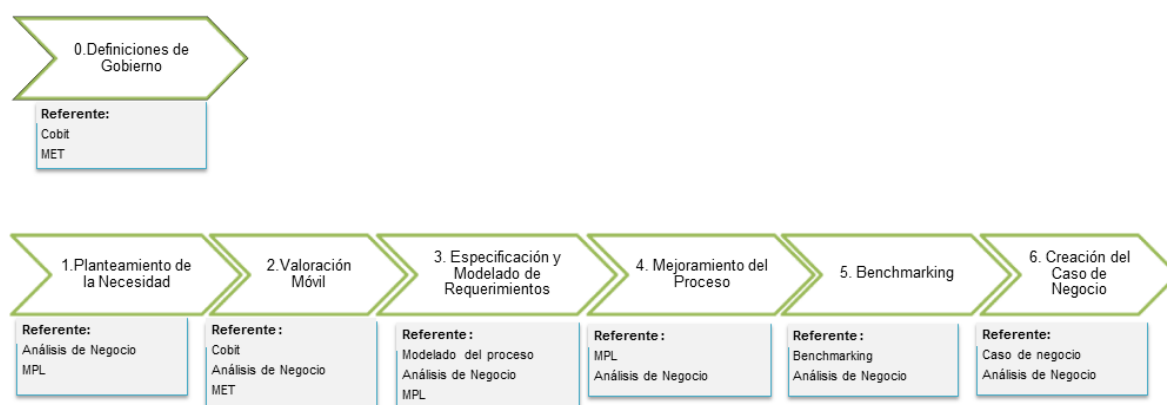 0.Definiciones de
Gobierno
Referente:
Cobit
MET
1.Planteamiento de
la Necesidad
2.Valoración
Móvil
3. Especificación y
Modelado de
Requerimientos
4. Mejoramiento del
Proceso
5. Benchmarking
6. Creación del
Caso de
Negocio
Referente:
Análisis de Negocio
MPL
Referente:
Cobit
Análisis de Negocio
MET
Referente:
Modelado del proceso
Análisis de Negocio
MPL
Referente:
MPL
Análisis de Negocio
Referente:
Benchmarking
Análisis de Negocio
Referente:
Caso de negocio
Análisis de Negocio